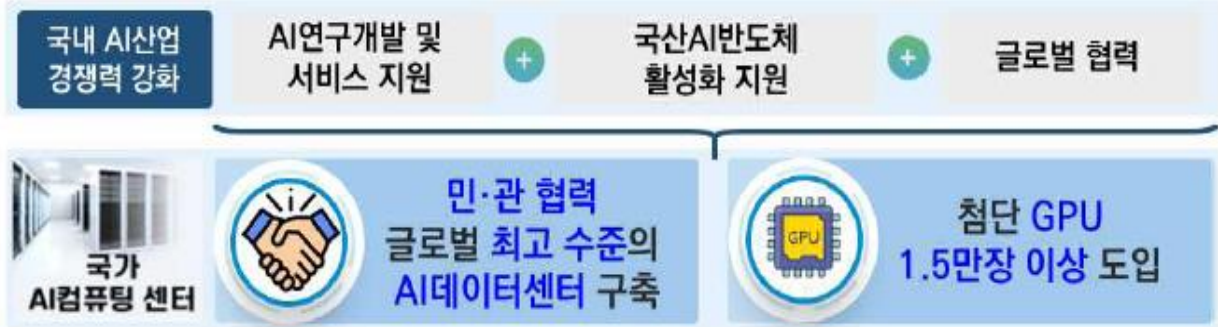 국내 AI산업
경쟁력 강화
AI연구개발 및
서비스 지원
+
국산AI반도체
활성화 지원
+
글로벌 협력
국가
AI컴퓨팅 센터
민·관 협력
글로벌 최고 수준의
AI데이터센터 구축
GPU
첨단 GPU
1.5만장 이상 도입